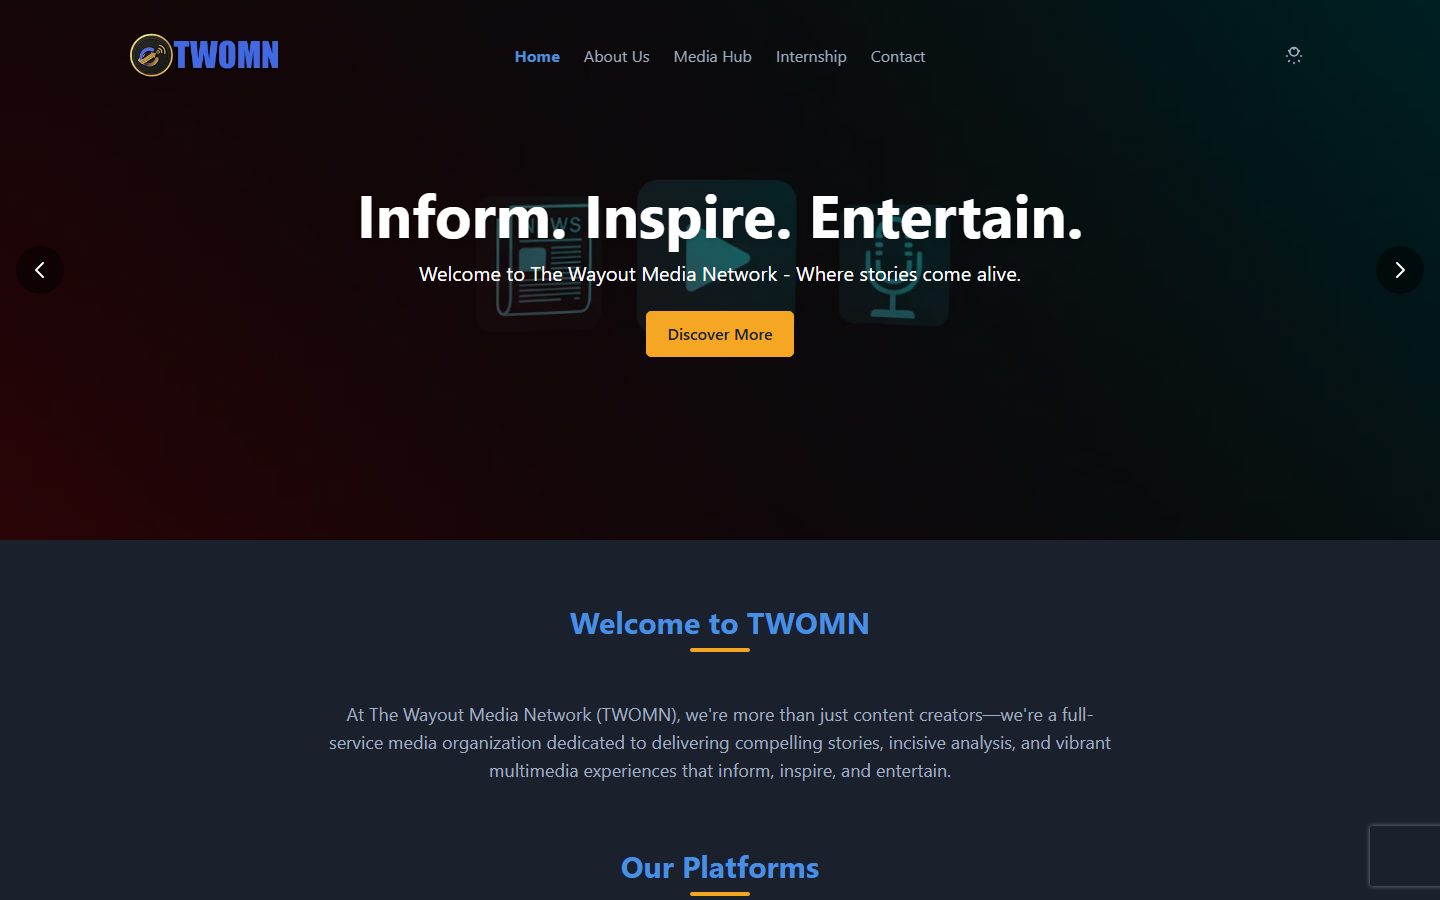 TWOMN
Home
About Us
Media Hub
Internship
Contact
NEWS
Inform. Inspire. Entertain.
Welcome to The Wayout Media Network - Where stories come alive.
Discover More
Welcome to TWOMN
At The Wayout Media Network (TWOMN), we're more than just content creators—we're a full-
service media organization dedicated to delivering compelling stories, incisive analysis, and vibrant
multimedia experiences that inform, inspire, and entertain.
Our Platforms